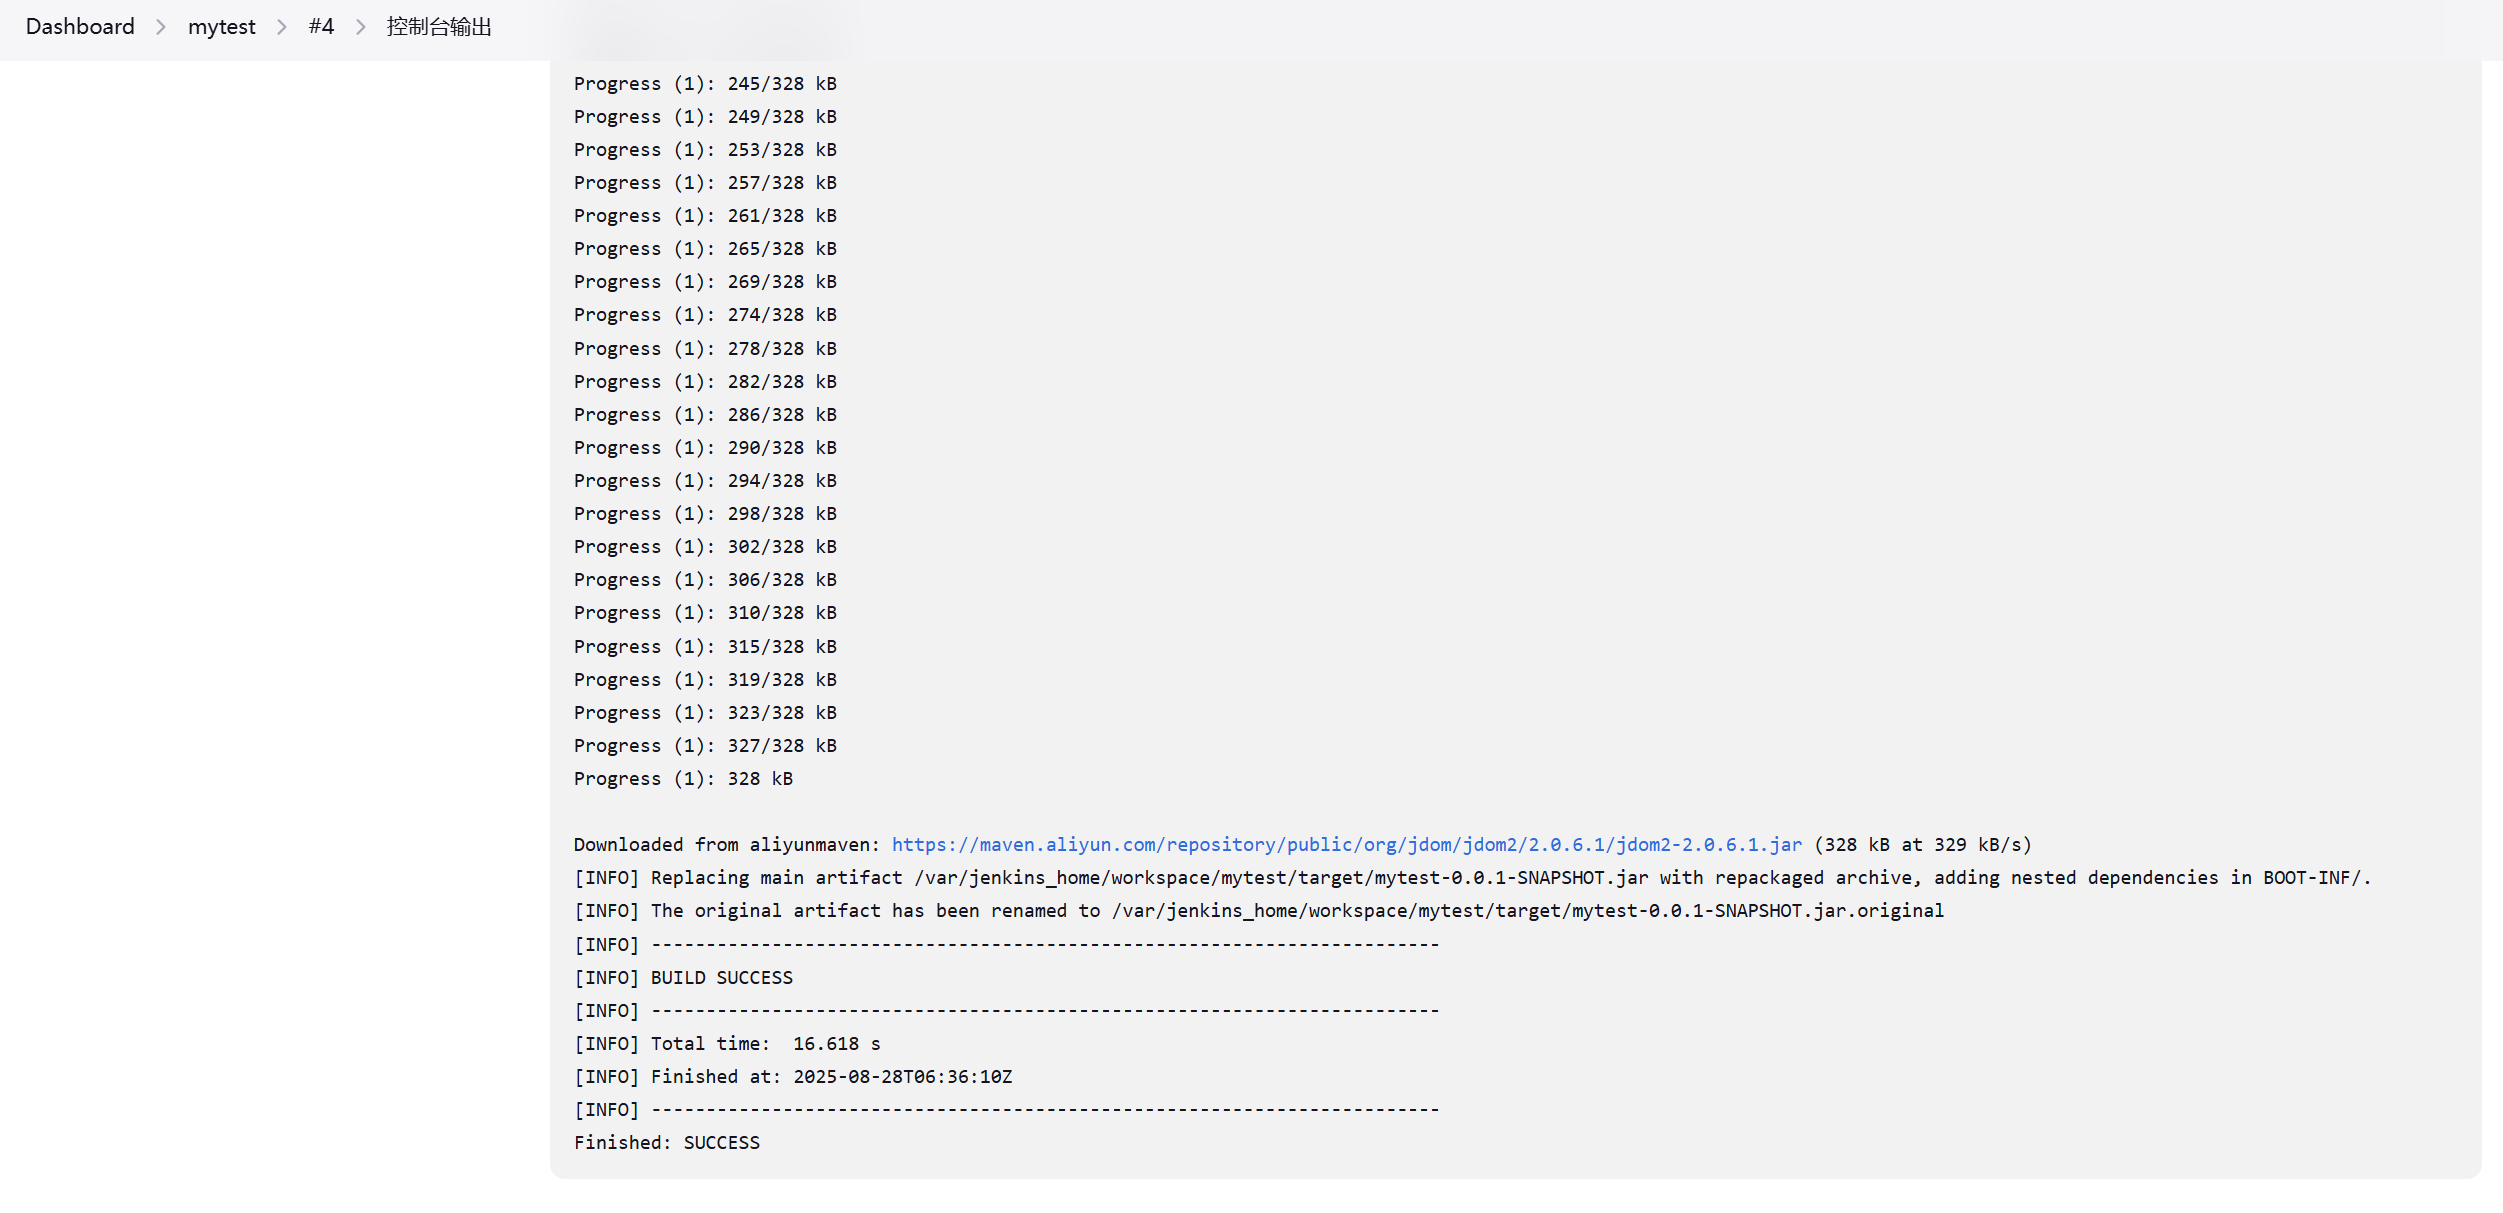 Dashboard > mytest > #4 > 控制台输出
Progress (1): 245/328 kB
Progress (1): 249/328 kB
Progress (1): 253/328 kB
Progress (1): 257/328 kB
Progress (1): 261/328 kB
Progress (1): 265/328 kB
Progress (1): 269/328 kB
Progress (1): 274/328 kB
Progress (1): 278/328 kB
Progress (1): 282/328 kB
Progress (1): 286/328 kB
Progress (1): 290/328 kB
Progress (1): 294/328 kB
Progress (1): 298/328 kB
Progress (1): 302/328 kB
Progress (1): 306/328 kB
Progress (1): 310/328 kB
Progress (1): 315/328 kB
Progress (1): 319/328 kB
Progress (1): 323/328 kB
Progress (1): 327/328 kB
Progress (1): 328 kB
Downloaded from aliyunmaven: https://maven.aliyun.com/repository/public/org/jdom/jdom2/2.0.6.1/jdom2-2.0.6.1.jar (328 kB at 329 kB/s)
[INFO] Replacing main artifact /var/jenkins_home/workspace/mytest/target/mytest-0.0.1-SNAPSHOT.jar with repackaged archive, adding nested dependencies in BOOT-INF/.
[INFO] The original artifact has been renamed to /var/jenkins_home/workspace/mytest/target/mytest-0.0.1-SNAPSHOT.jar.original
[INFO] ------------------------------------------------------------------------
[INFO] BUILD SUCCESS
[INFO] ------------------------------------------------------------------------
[INFO] Total time:  16.618 s
[INFO] Finished at: 2025-08-28T06:36:10Z
[INFO] ------------------------------------------------------------------------
Finished: SUCCESS